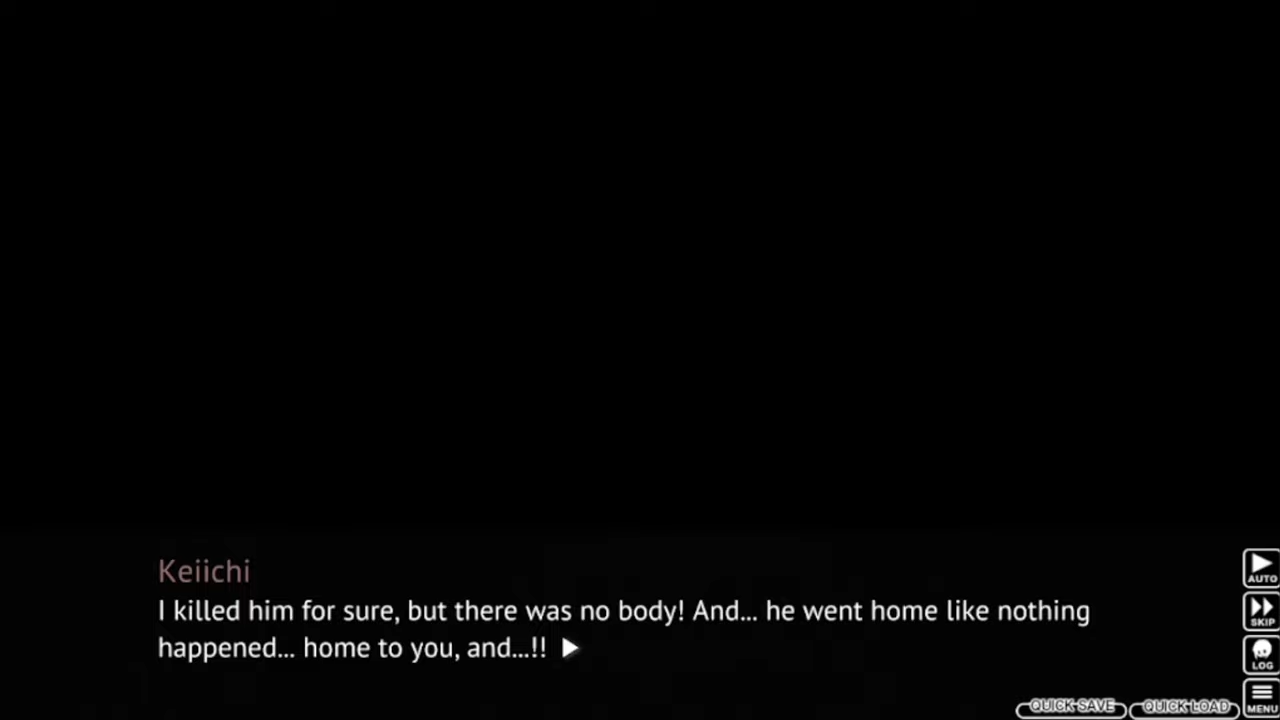 Keiichi
I killed him for sure, but there was no body! And... he went home like nothing
happened... home to you, and...!!
AUTO
SKIP
LOG
MENU
QUICK SAVE
QUICK LOAD